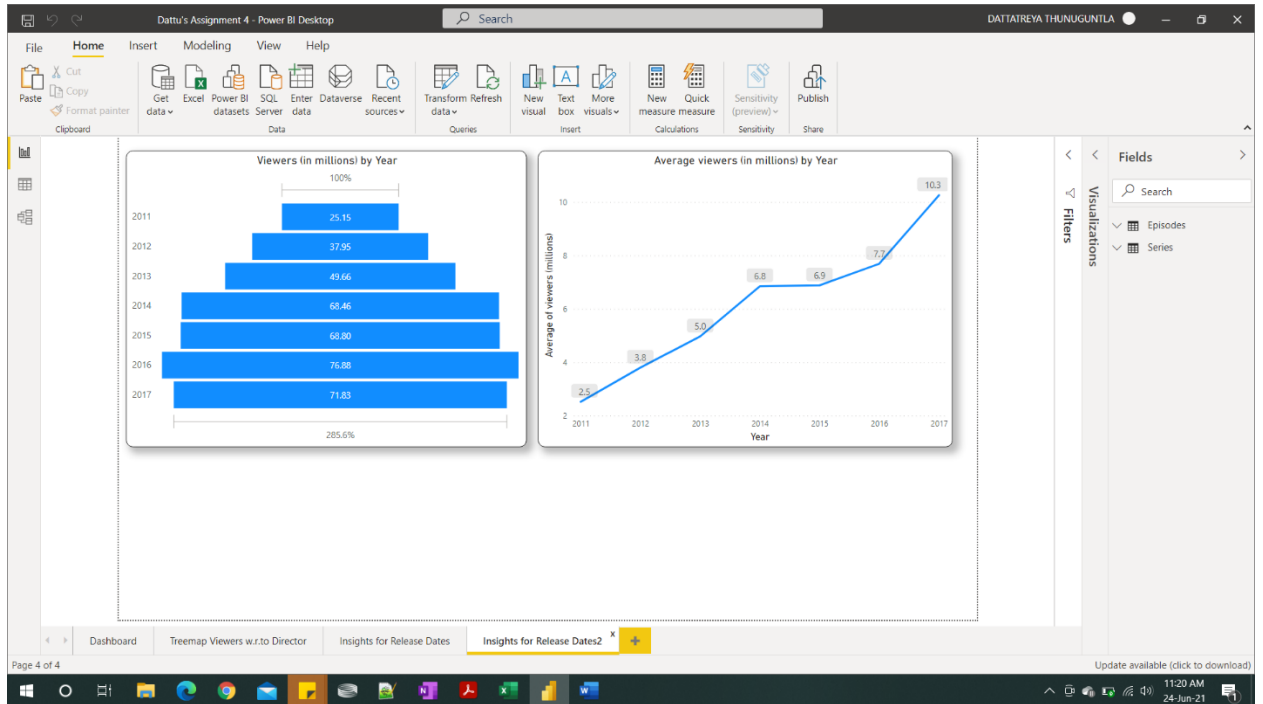 Dattu's Assignment 4 - Power BI Desktop
Search
DATTATREYA THUNUGUNTLA
File Home Insert Modeling View Help
Paste
Cut
Copy
Format painter
Clipboard
Get data
Excel
Power BI datasets
SQL Server
Enter data
Dataverse
Recent sources
Data
Transform data
Refresh
Queries
New visual
Text box
More visuals
Insert
New measure
Quick measure
Calculations
Sensitivity (preview)
Sensitivity
Publish
Share
Viewers (in millions) by Year
100%
2011 25.15
2012 37.95
2013 49.66
2014 68.46
2015 68.80
2016 76.88
2017 71.83
285.6%
Average viewers (in millions) by Year
Average of viewers (millions)
10
8
6
4
2
2.5
3.8
5.0
6.8
6.9
7.7
10.3
2011 2012 2013 2014 2015 2016 2017
Year
Filters
Visualizations
Fields
Search
Episodes
Series
Dashboard
Treemap Viewers w.r.to Director
Insights for Release Dates
Insights for Release Dates2
Page 4 of 4
Update available (click to download)
11:20 AM
24-Jun-21